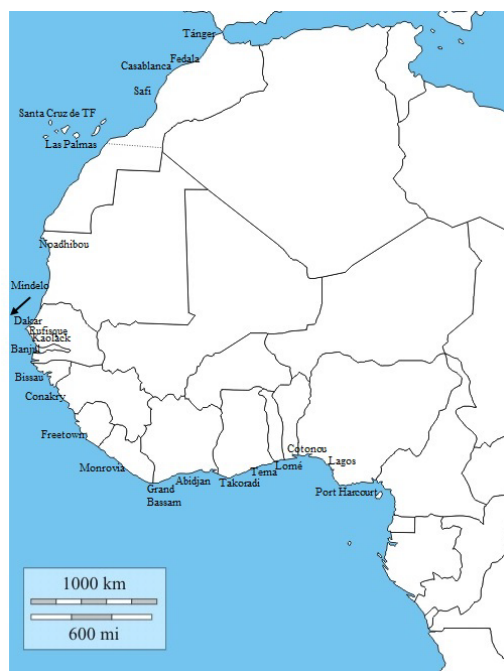 Tánger
Fedala
Casablanca
Safi
Santa Cruz de TF
Las Palmas
Noadhibou
Mindelo
Dakar
Rufisque
Kaolack
Banjul
Bissau
Conakry
Freetown
Monrovia
Grand
Bassam
Abidjan
Takoradi
Tema
Lomé
Cotonou
Lagos
Port Harcourt
1000 km
600 mi